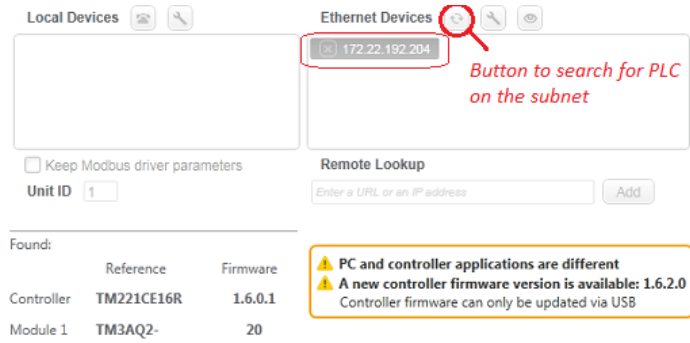 Local Devices
Ethernet Devices
172.22.192.204
Button to search for PLC
on the subnet
Keep Modbus driver parameters
Unit ID 1
Remote Lookup
Enter a URL or an IP address Add
Found:
Reference Firmware
Controller TM221CE16R 1.6.0.1
Module 1 TM3AQ2- 20
PC and controller applications are different
A new controller firmware version is available: 1.6.2.0
Controller firmware can only be updated via USB